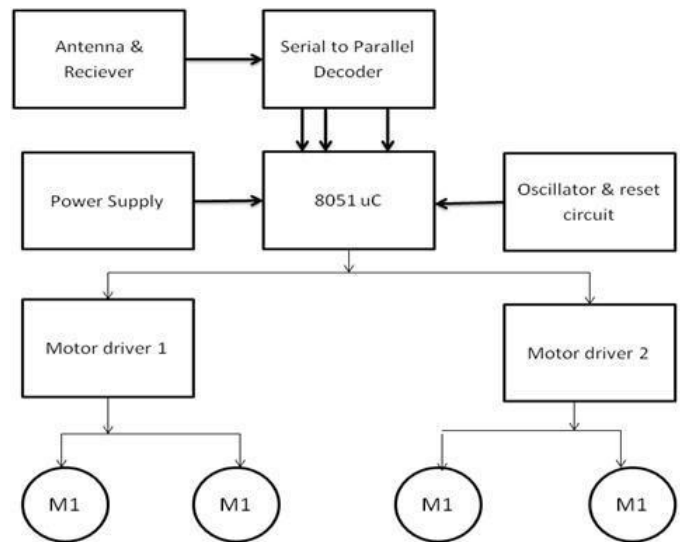 Antenna &
Reciever
Serial to Parallel
Decoder
Power Supply
8051 uC
Oscillator & reset
circuit
Motor driver 1
Motor driver 2
M1
M1
M1
M1